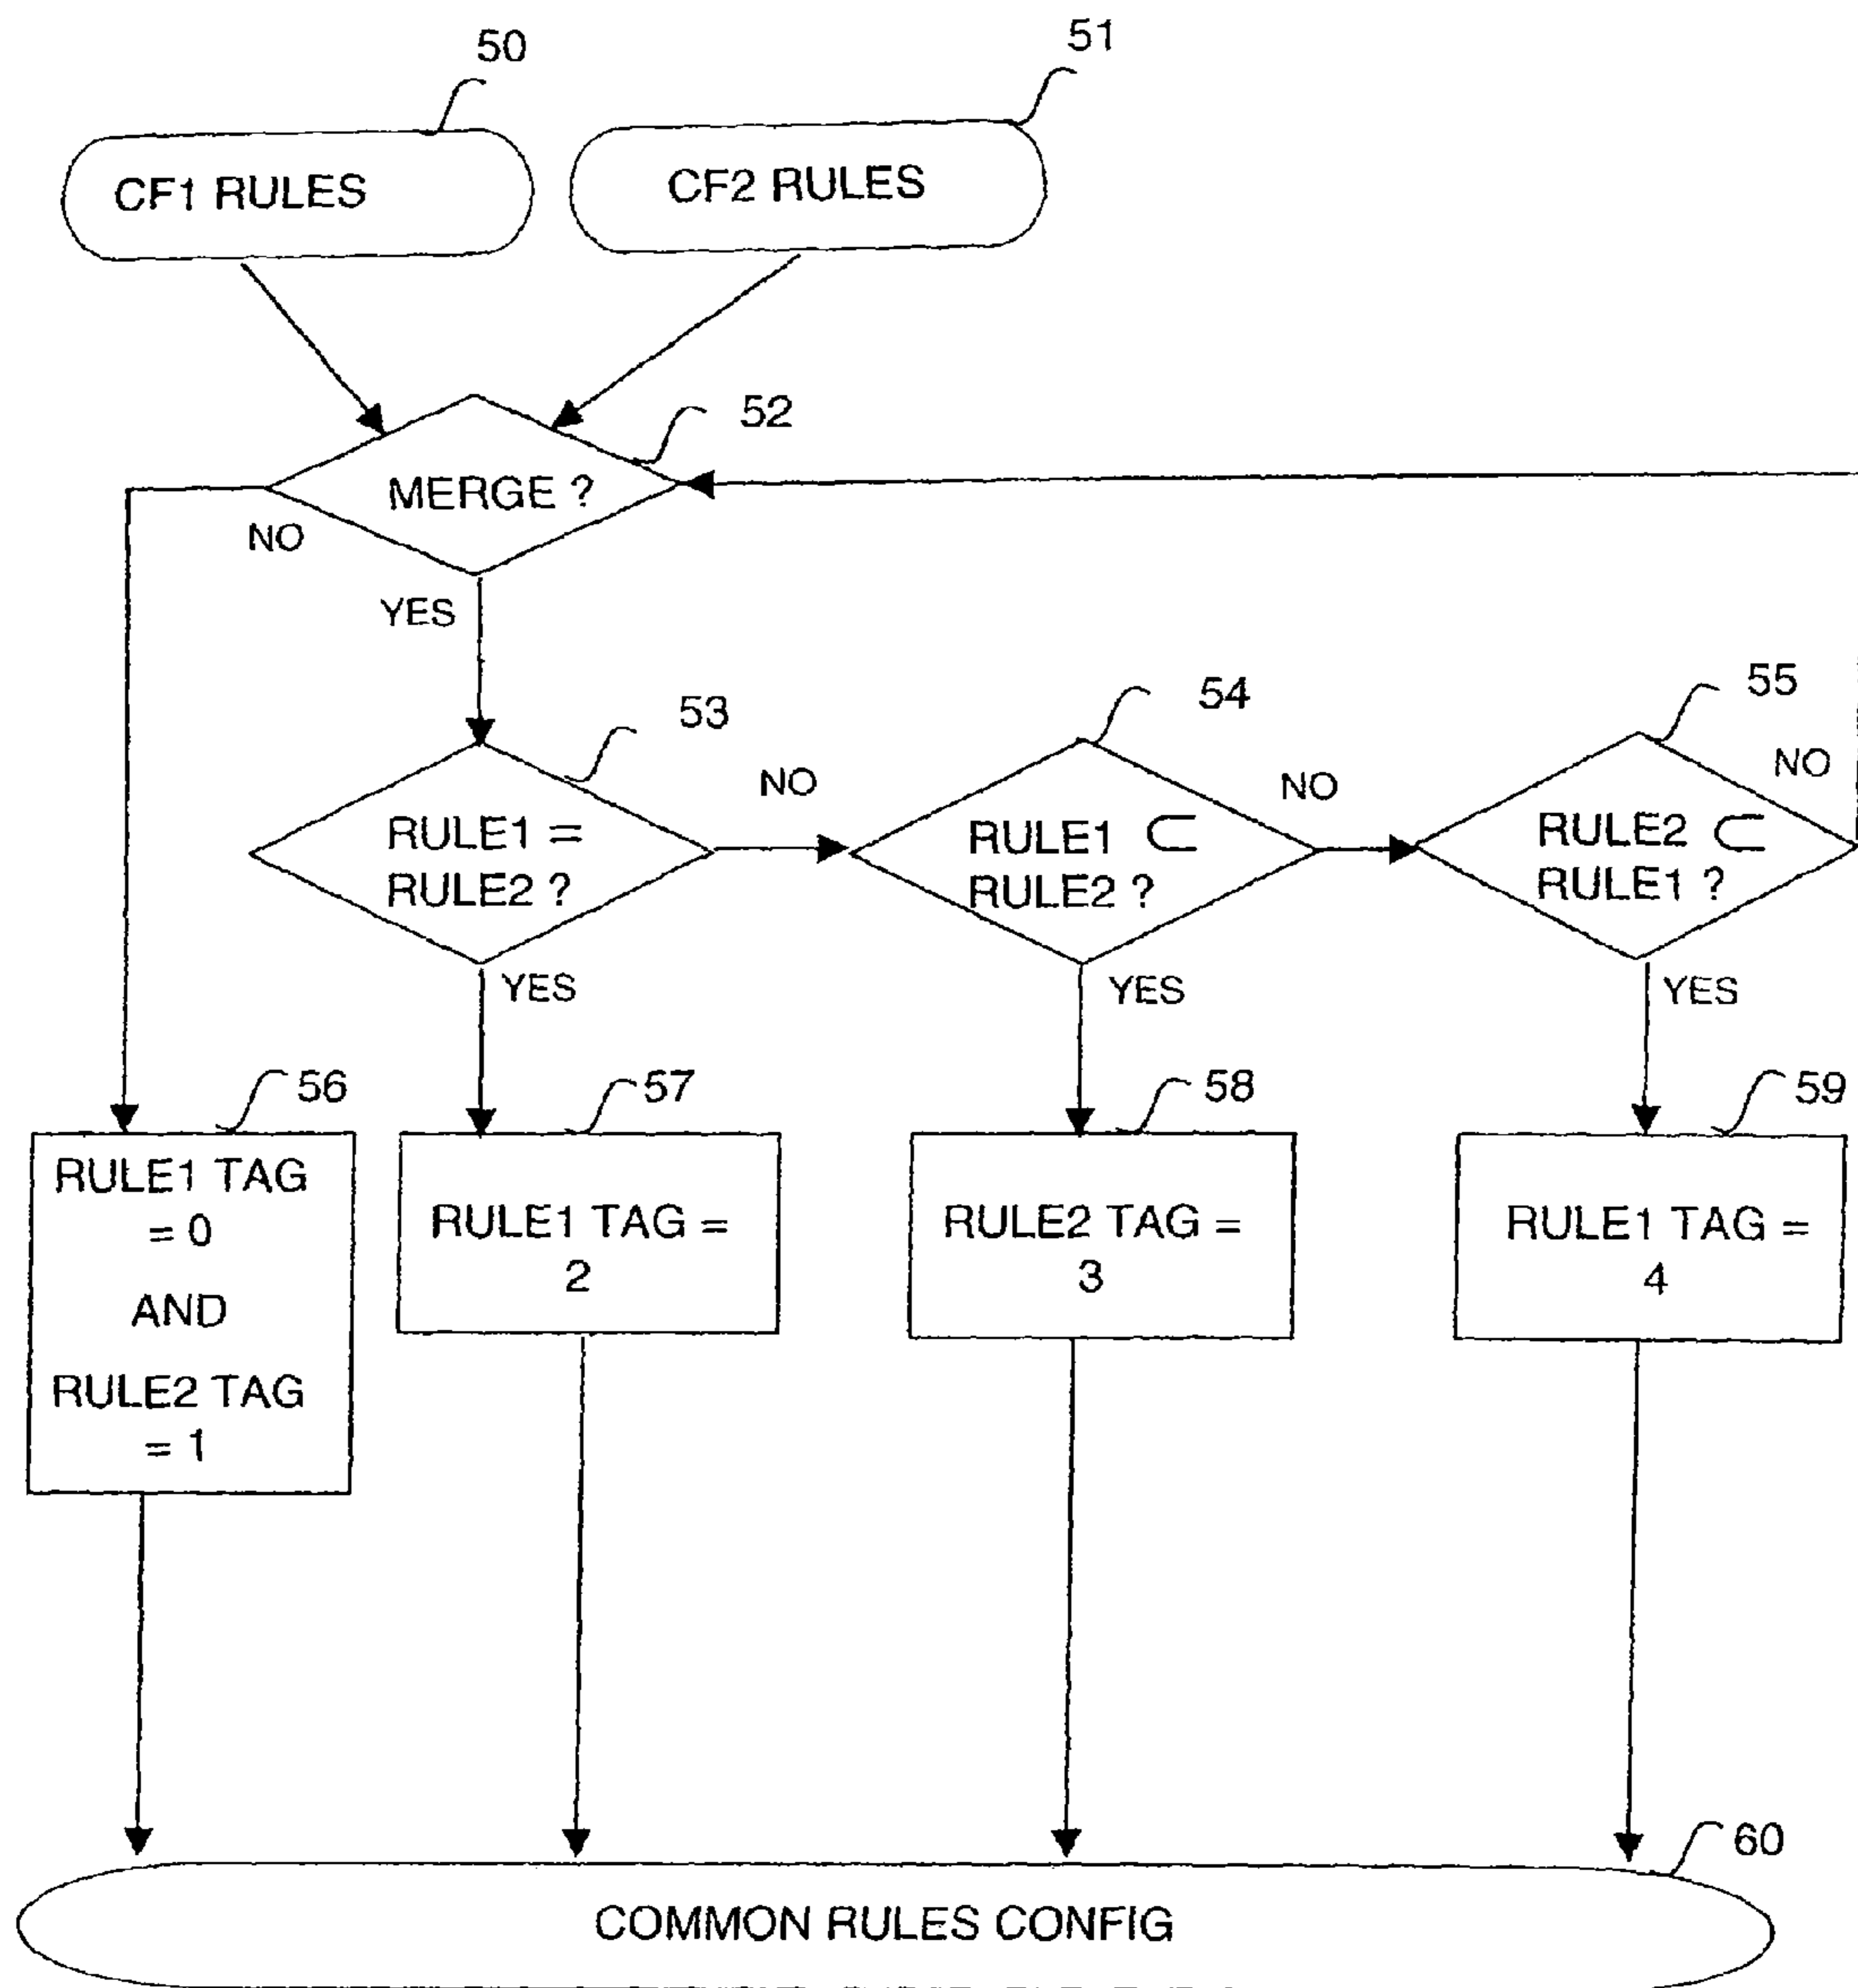 50
51
CF1 RULES
CF2 RULES
52
MERGE ?
NO
YES
53
54
55
NO
NO
NO
RULE1 =
RULE2 ?
RULE1 ⊂
RULE2 ?
RULE2 ⊂
RULE1 ?
YES
YES
YES
56
57
58
59
RULE1 TAG
= 0
AND
RULE2 TAG
= 1
RULE1 TAG =
2
RULE2 TAG =
3
RULE1 TAG =
4
60
COMMON RULES CONFIG